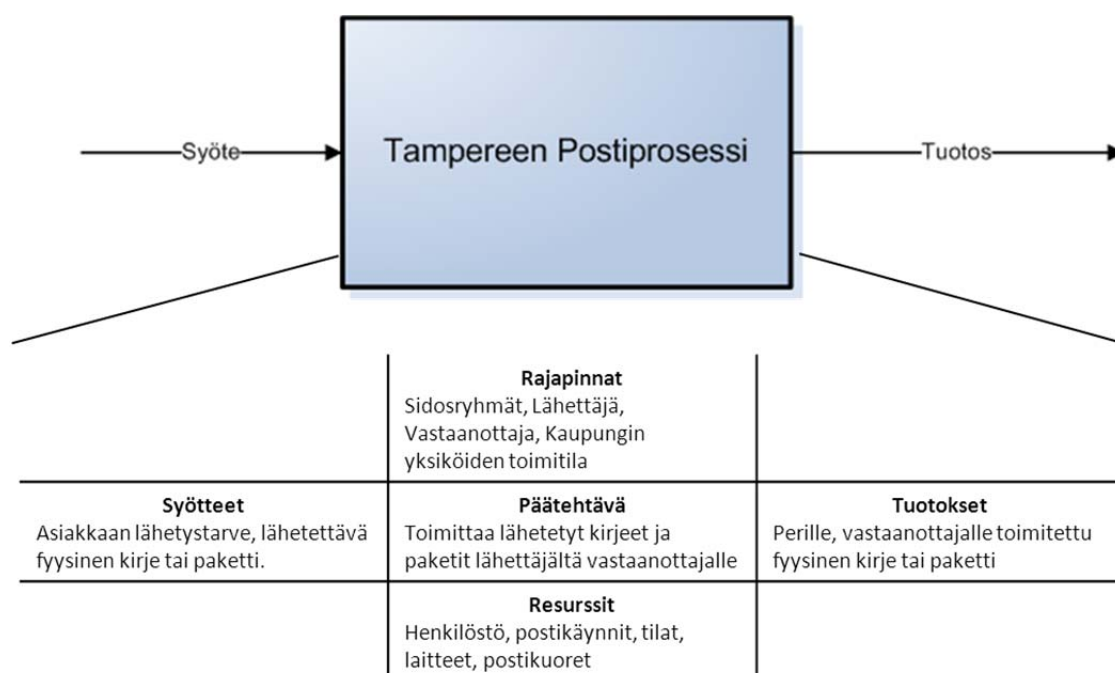 Syöte
Tampereen Postiprosessi
Tuotos
Rajapinnat
Sidosryhmät, Lähettäjä,
Vastaanottaja, Kaupungin
yksiköiden toimitila
Syötteet
Asiakkaan lähetystarve, lähetettävä
fyysinen kirje tai paketti.
Päätehtävä
Toimittaa lähetetyt kirjeet ja
paketit lähettäjältä vastaanottajalle
Tuotokset
Perille, vastaanottajalle toimitettu
fyysinen kirje tai paketti
Resurssit
Henkilöstö, postikäynnit, tilat,
laitteet, postikuoret